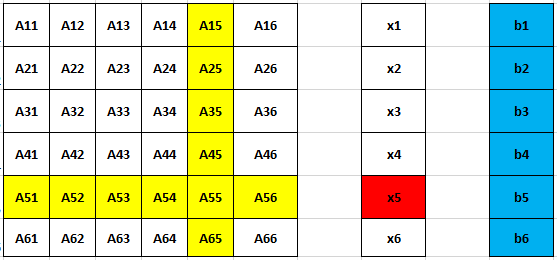 A11 A12 A13 A14 A15 A16 x1 b1
A21 A22 A23 A24 A25 A26 x2 b2
A31 A32 A33 A34 A35 A36 x3 b3
A41 A42 A43 A44 A45 A46 x4 b4
A51 A52 A53 A54 A55 A56 x5 b5
A61 A62 A63 A64 A65 A66 x6 b6